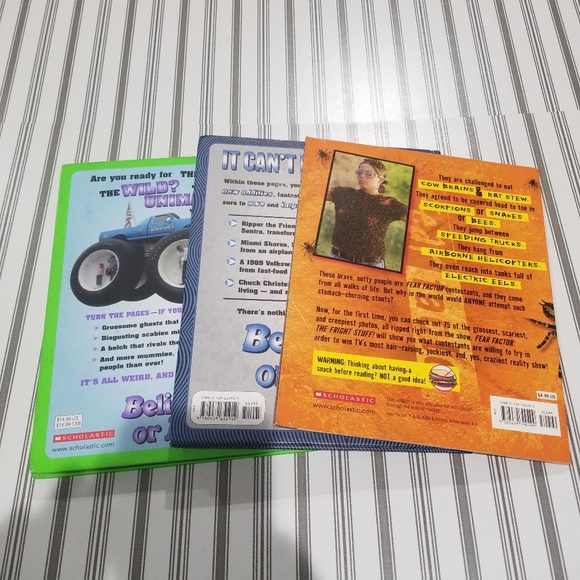 Are you ready for THE
THE WILD?
UNIMA
TURN THE PAGES—IF YOU
Gruesome ghosts that
Disgusting scabies mi
A belch that rivals the
And more mummies,
people than ever!
IT'S ALL WEIRD, AND
Beli
or
$14.99 US
SCHOLASTIC
www.scholastic.com
IT CAN'T
Within these pages, you
new oddities, fantas
sure to awe and
Ripper the Frien
Sentra, transfor
Miami Shores,
from an airplan
A 1989 Volkswa
from fast-food
Chuck Christ
living — and e
There's nothi
Beli
o
They are challenged to eat
COW BRAINS & RAT STEW.
They agreed to be covered head to toe in
SCORPIONS or SNAKES
or BEES.
They jump between
SPEEDING TRUCKS.
They hang from
AIRBORNE HELICOPTERS.
They even reach into tanks full of
ELECTRIC EELS.
These brave, nutty people are FEAR FACTOR contestants, and they come
from all walks of life. But why in the world would ANYONE attempt such
stomach-churning stunts?
Now, for the first time, you can check out 75 of the grossest, scariest,
and creepiest photos, all ripped right from the show. FEAR FACTOR:
THE FRIGHT STUFF! will show you what contestants are willing to try in
order to win TV's most hair-raising, yuckiest, and, yes, craziest reality show!
WARNING: Thinking about having a
snack before reading? NOT a good idea!
SCHOLASTIC
www.scholastic.com
$4.99 US